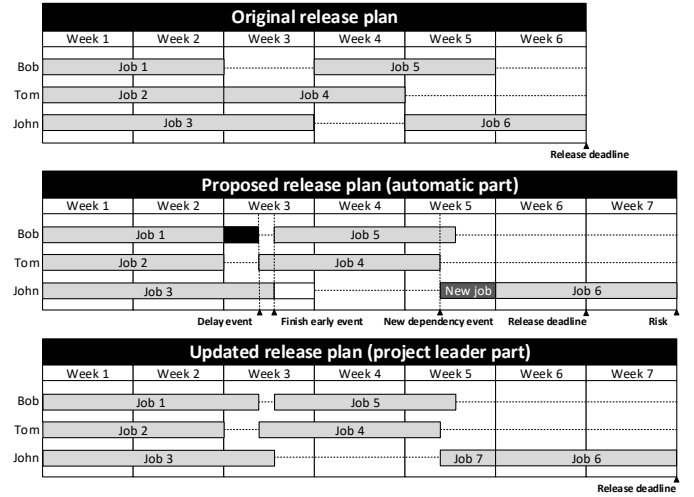 Original release plan
Week 1 Week 2 Week 3 Week 4 Week 5 Week 6
Bob Job 1 Job 5
Tom Job 2 Job 4
John Job 3 Job 6
Release deadline
Proposed release plan (automatic part)
Week 1 Week 2 Week 3 Week 4 Week 5 Week 6 Week 7
Bob Job 1 Job 5
Tom Job 2 Job 4
John Job 3 New job Job 6
Delay event Finish early event New dependency event Release deadline Risk
Updated release plan (project leader part)
Week 1 Week 2 Week 3 Week 4 Week 5 Week 6 Week 7
Bob Job 1 Job 5
Tom Job 2 Job 4
John Job 3 Job 7 Job 6
Release deadline